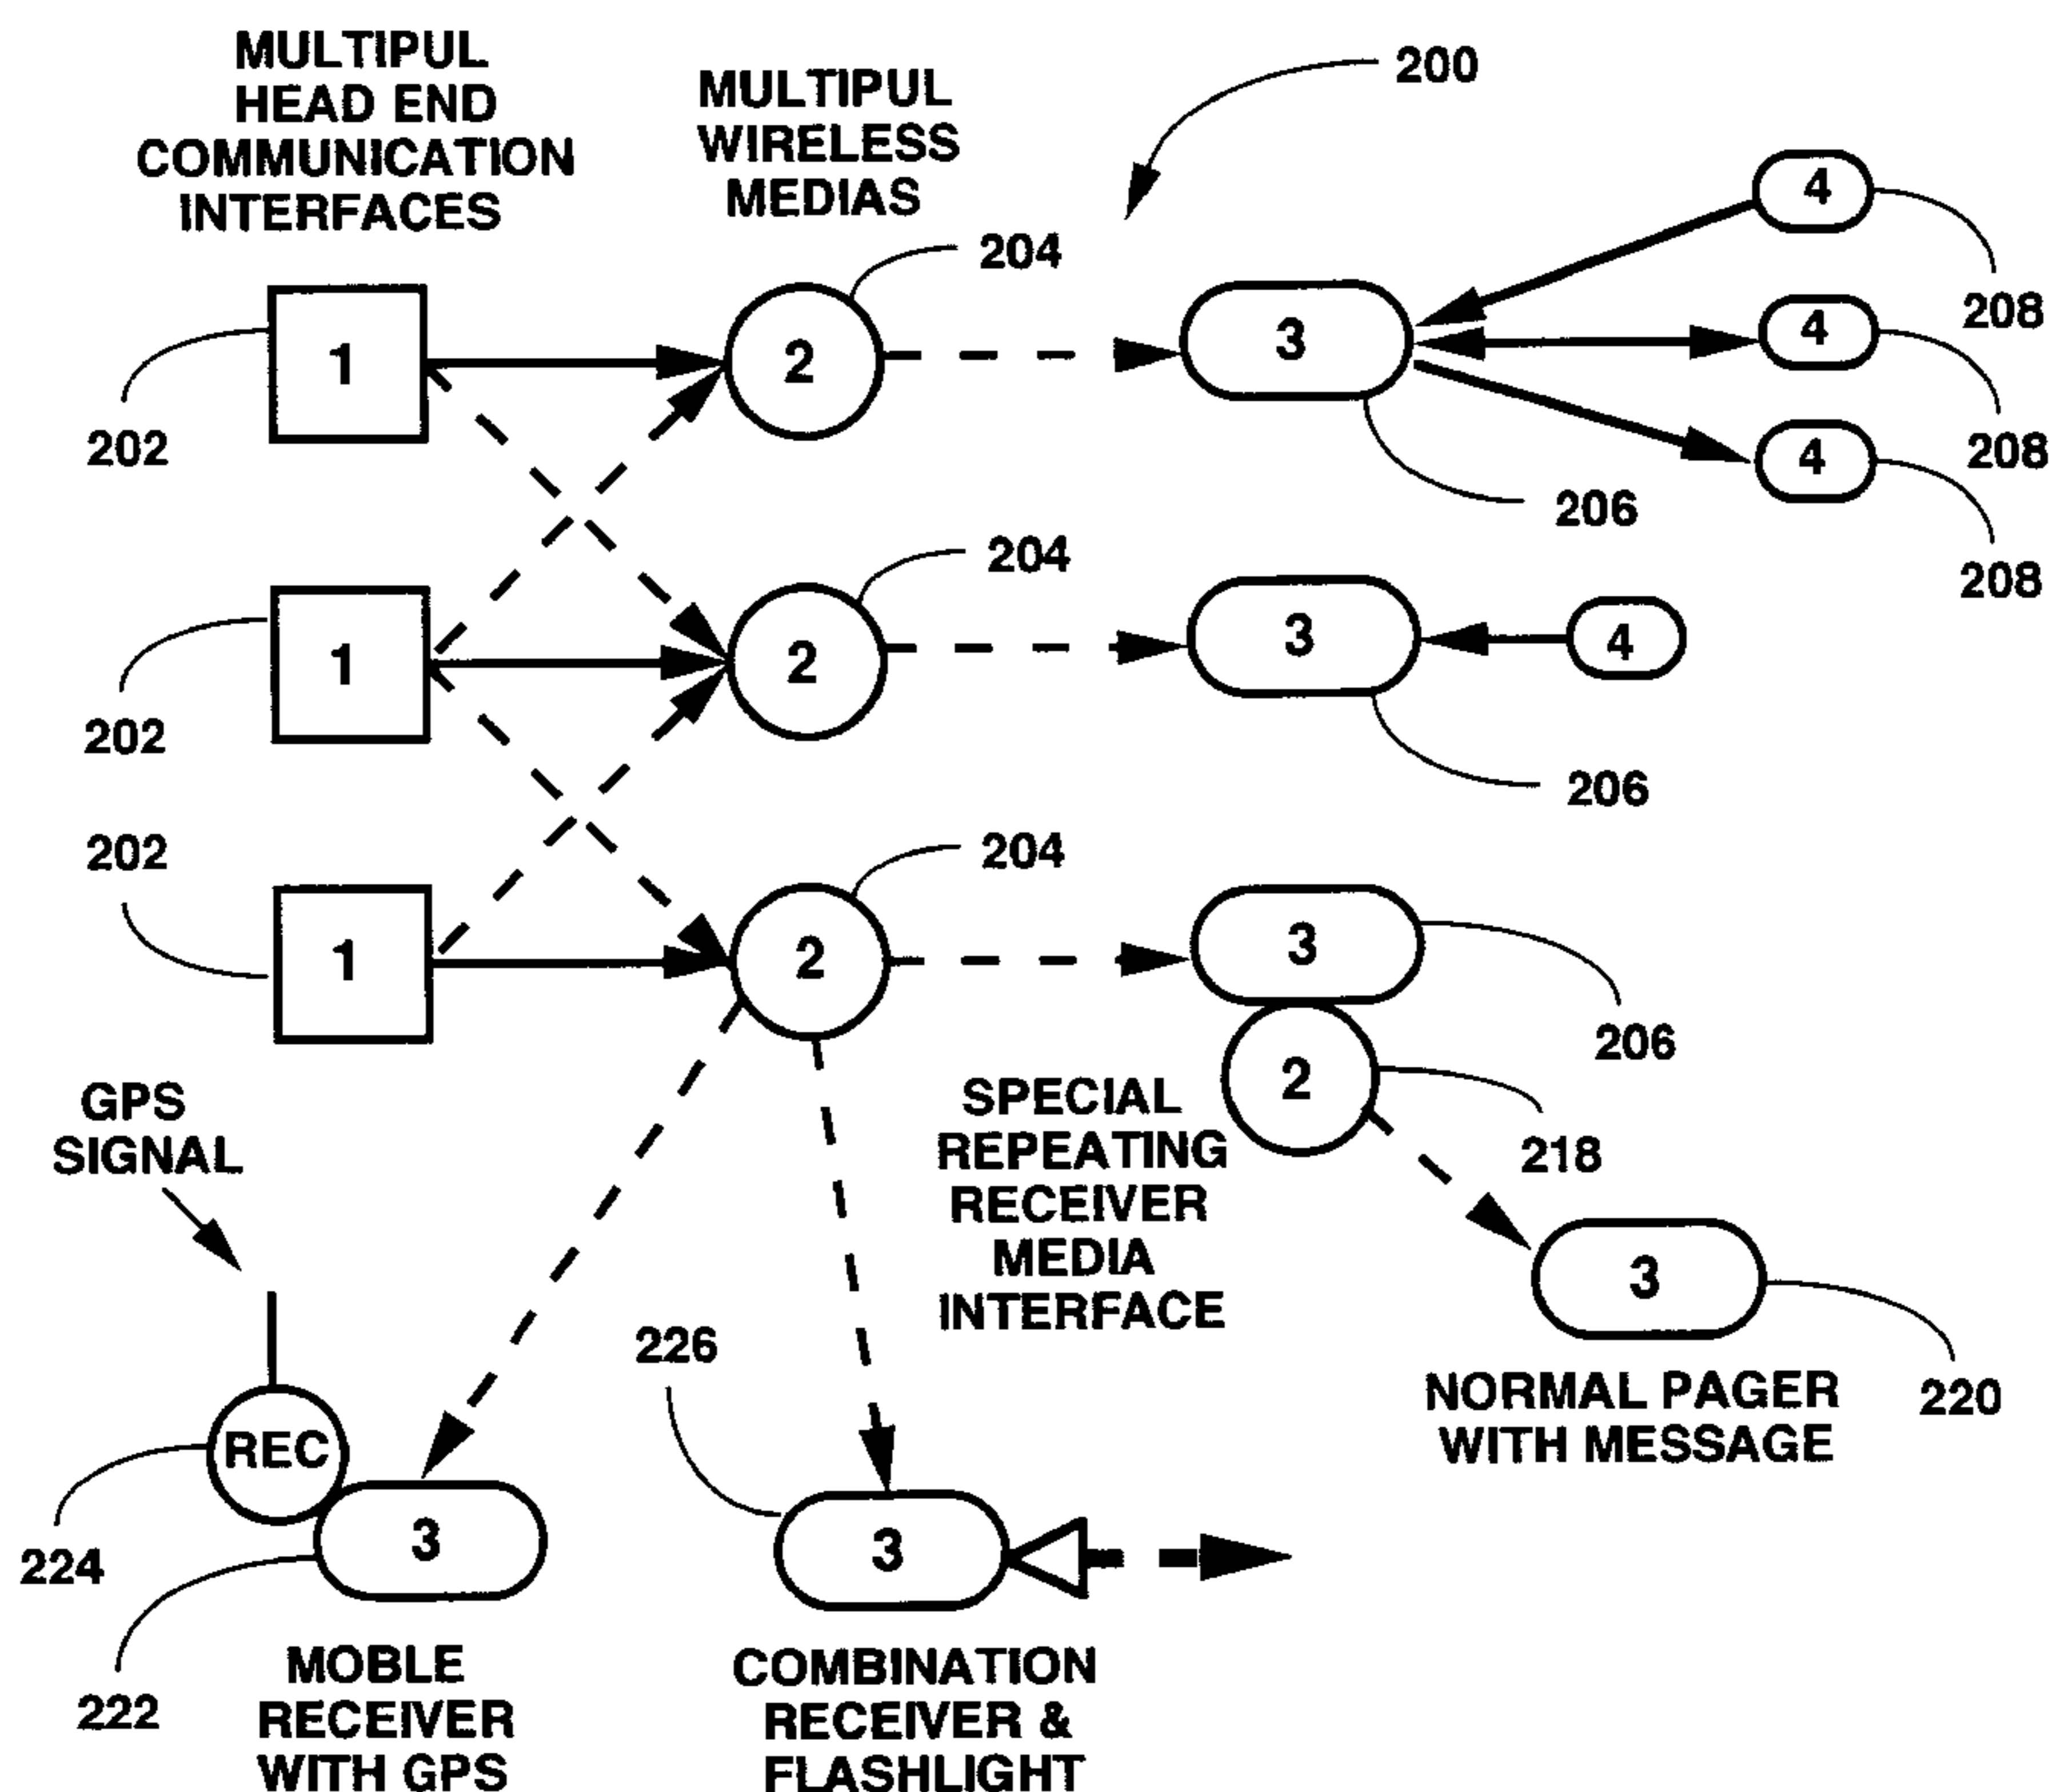 MULTIPUL
HEAD END
COMMUNICATION
INTERFACES
MULTIPUL
WIRELESS
MEDIAS
200
204
4
208
1
2
3
4
208
202
4
208
206
204
1
2
3
4
202
206
202
204
1
2
3
206
2
218
GPS
SIGNAL
SPECIAL
REPEATING
RECEIVER
MEDIA
INTERFACE
3
220
NORMAL PAGER
WITH MESSAGE
226
REC
224
3
222
3
MOBLE
RECEIVER
WITH GPS
COMBINATION
RECEIVER &
FLASHLIGHT